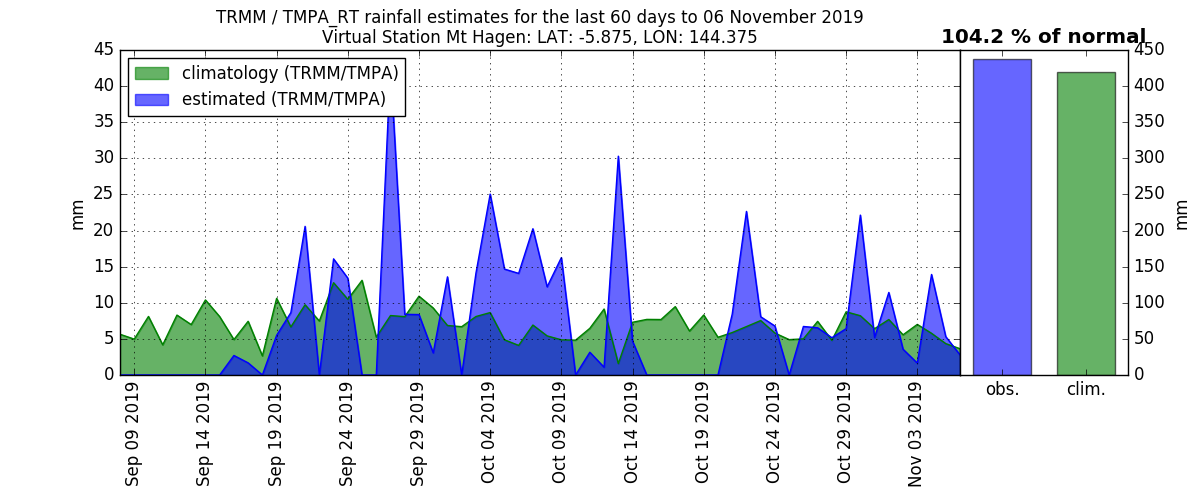 TRMM / TMPA_RT rainfall estimates for the last 60 days to 06 November 2019
Virtual Station Mt Hagen: LAT: -5.875, LON: 144.375
104.2 % of normal
climatology (TRMM/TMPA)
estimated (TRMM/TMPA)
45
40
35
30
25
20
15
10
5
0
mm
450
400
350
300
250
200
150
100
50
0
mm
Sep 09 2019
Sep 14 2019
Sep 19 2019
Sep 24 2019
Sep 29 2019
Oct 04 2019
Oct 09 2019
Oct 14 2019
Oct 19 2019
Oct 24 2019
Oct 29 2019
Nov 03 2019
obs.
clim.